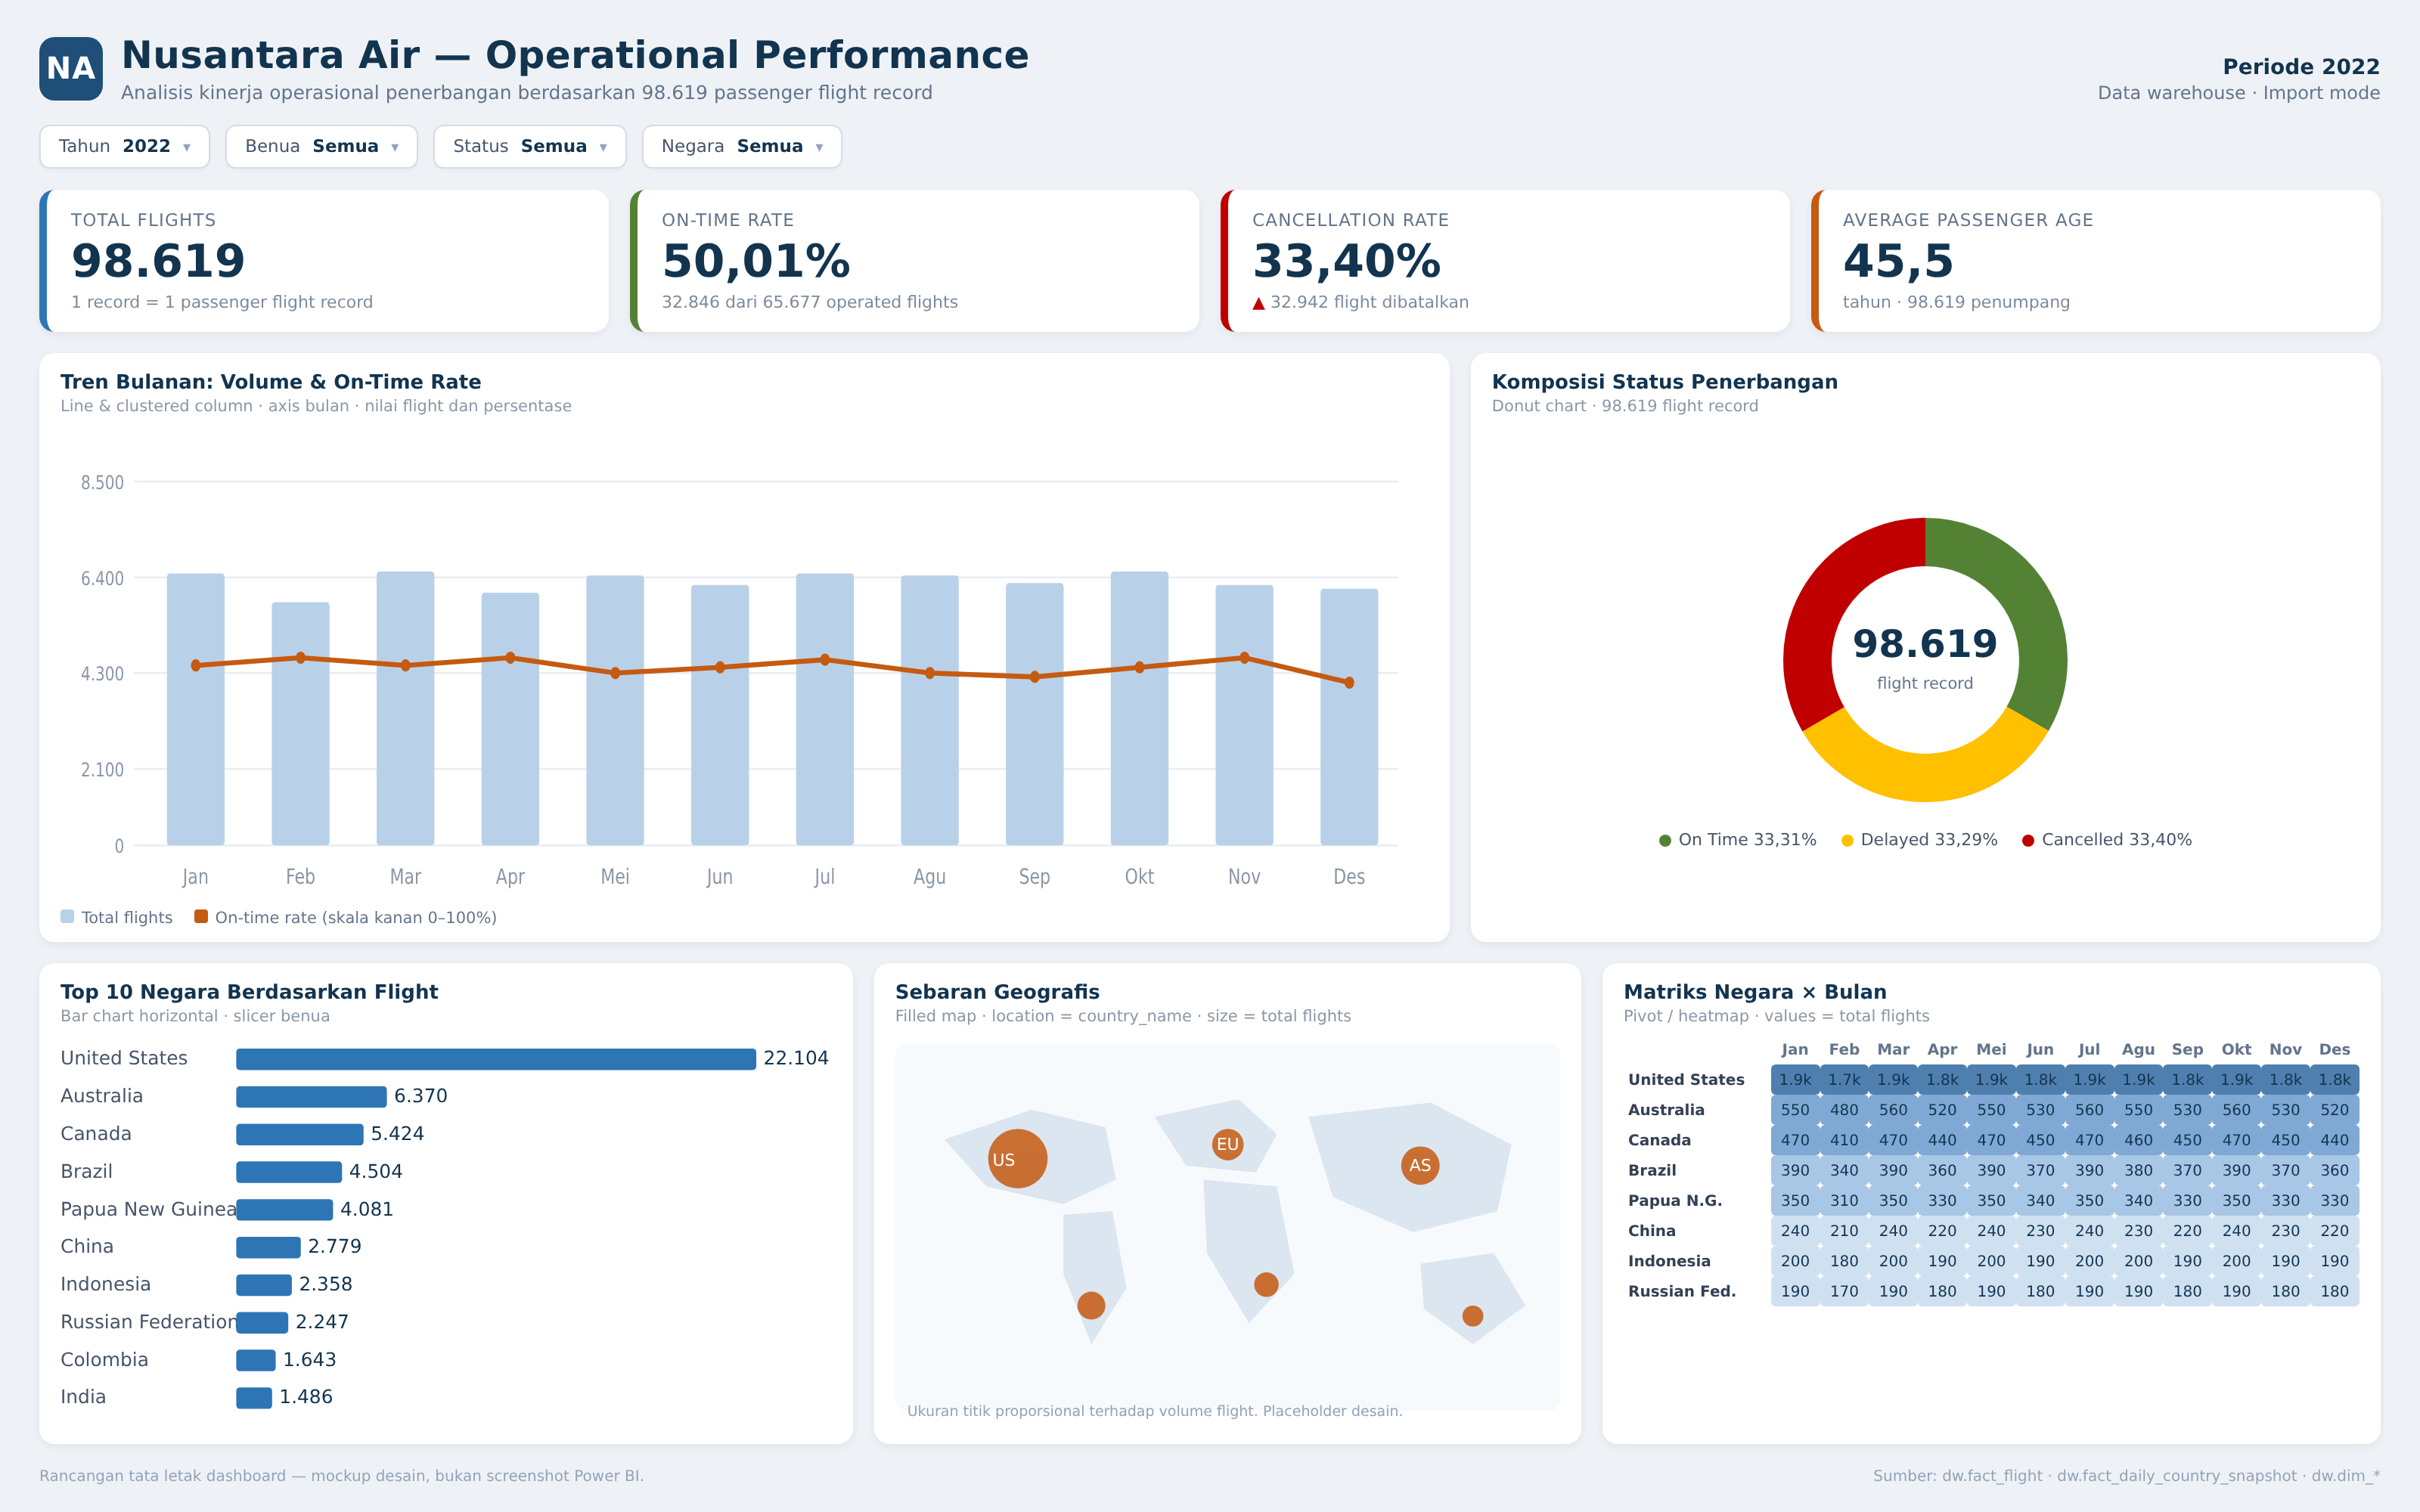 NA
Nusantara Air — Operational Performance
Analisis kinerja operasional penerbangan berdasarkan 98.619 passenger flight record
Periode 2022
Data warehouse · Import mode
Tahun 2022 ▾
Benua Semua ▾
Status Semua ▾
Negara Semua ▾
TOTAL FLIGHTS
98.619
1 record = 1 passenger flight record
ON-TIME RATE
50,01%
32.846 dari 65.677 operated flights
CANCELLATION RATE
33,40%
▲ 32.942 flight dibatalkan
AVERAGE PASSENGER AGE
45,5
tahun · 98.619 penumpang
Tren Bulanan: Volume & On-Time Rate
Line & clustered column · axis bulan · nilai flight dan persentase
8.500
6.400
4.300
2.100
0
Jan Feb Mar Apr Mei Jun Jul Agu Sep Okt Nov Des
Total flights On-time rate (skala kanan 0–100%)
Komposisi Status Penerbangan
Donut chart · 98.619 flight record
98.619
flight record
On Time 33,31% Delayed 33,29% Cancelled 33,40%
Top 10 Negara Berdasarkan Flight
Bar chart horizontal · slicer benua
United States 22.104
Australia 6.370
Canada 5.424
Brazil 4.504
Papua New Guinea 4.081
China 2.779
Indonesia 2.358
Russian Federation 2.247
Colombia 1.643
India 1.486
Sebaran Geografis
Filled map · location = country_name · size = total flights
US
EU
AS
Ukuran titik proporsional terhadap volume flight. Placeholder desain.
Matriks Negara × Bulan
Pivot / heatmap · values = total flights
Jan Feb Mar Apr Mei Jun Jul Agu Sep Okt Nov Des
United States 1.9k 1.7k 1.9k 1.8k 1.9k 1.8k 1.9k 1.9k 1.8k 1.9k 1.8k 1.8k
Australia 550 480 560 520 550 530 560 550 530 560 530 520
Canada 470 410 470 440 470 450 470 460 450 470 450 440
Brazil 390 340 390 360 390 370 390 380 370 390 370 360
Papua N.G. 350 310 350 330 350 340 350 340 330 350 330 330
China 240 210 240 220 240 230 240 230 220 240 230 220
Indonesia 200 180 200 190 200 190 200 200 190 200 190 190
Russian Fed. 190 170 190 180 190 180 190 190 180 190 180 180
Rancangan tata letak dashboard — mockup desain, bukan screenshot Power BI.
Sumber: dw.fact_flight · dw.fact_daily_country_snapshot · dw.dim_*